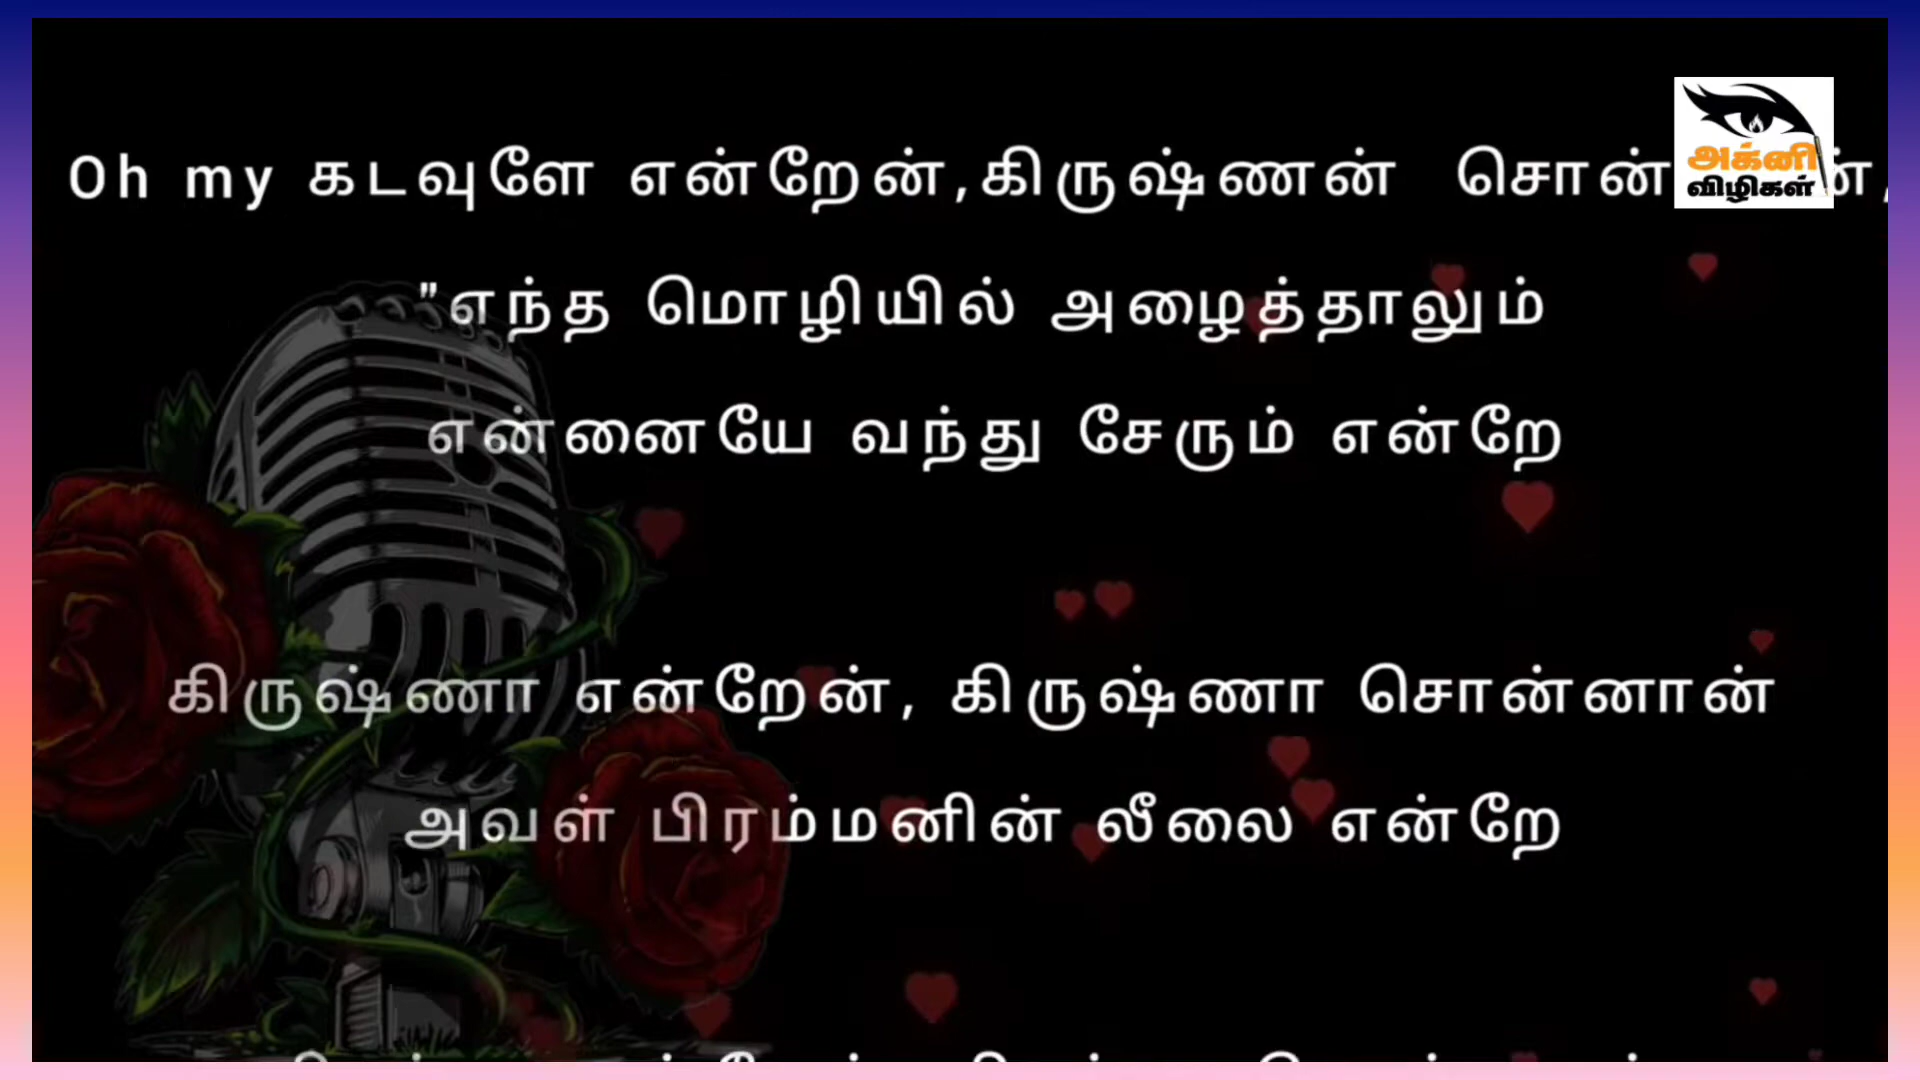 Oh my கடவுளே என்றேன்,கிருஷ்ணன்
"எந்த மொழியில் அழைத்தாலும்
என்னையே வந்து சேரும் என்றே
கிருஷ்ணா என்றேன், கிருஷ்ணா சொன்னான்
அவள் பிரம்மனின் லீலை என்றே
அக்னி
விழிகள்